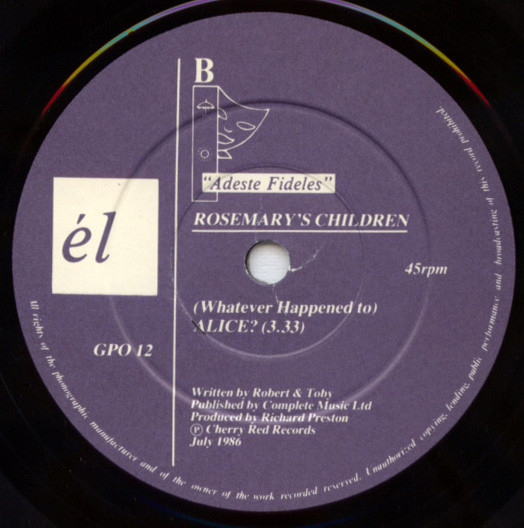 B
"Adeste Fideles"
ROSEMARY'S CHILDREN
él
45rpm
(Whatever Happened to)
ALICE? (3.33)
GPO 12
Written by Robert & Toby
Published by Complete Music Ltd
Produced by Richard Preston
Ⓟ Cherry Red Records
July 1986
All rights of the phonographic manufacturer and of the owner of the work recorded reserved. Unauthorized copying, lending, public performance and broadcasting of this record prohibited.